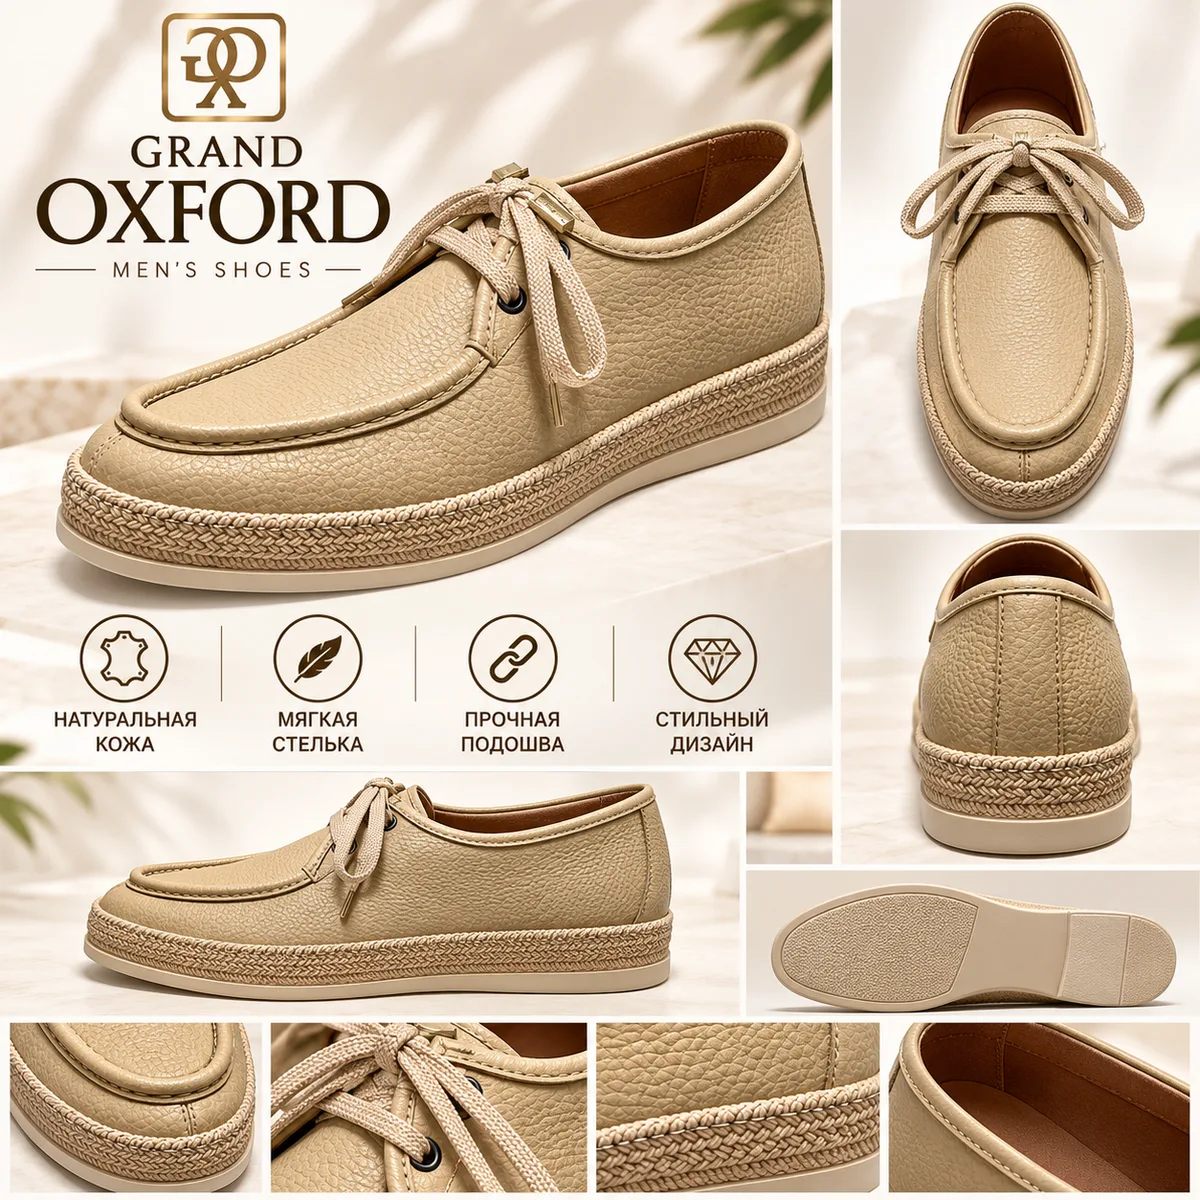 GRAND
OXFORD
MEN'S SHOES
НАТУРАЛЬНАЯ
КОЖА
МЯГКАЯ
СТЕЛЬКА
ПРОЧНАЯ
ПОДОШВА
СТИЛЬНЫЙ
ДИЗАЙН